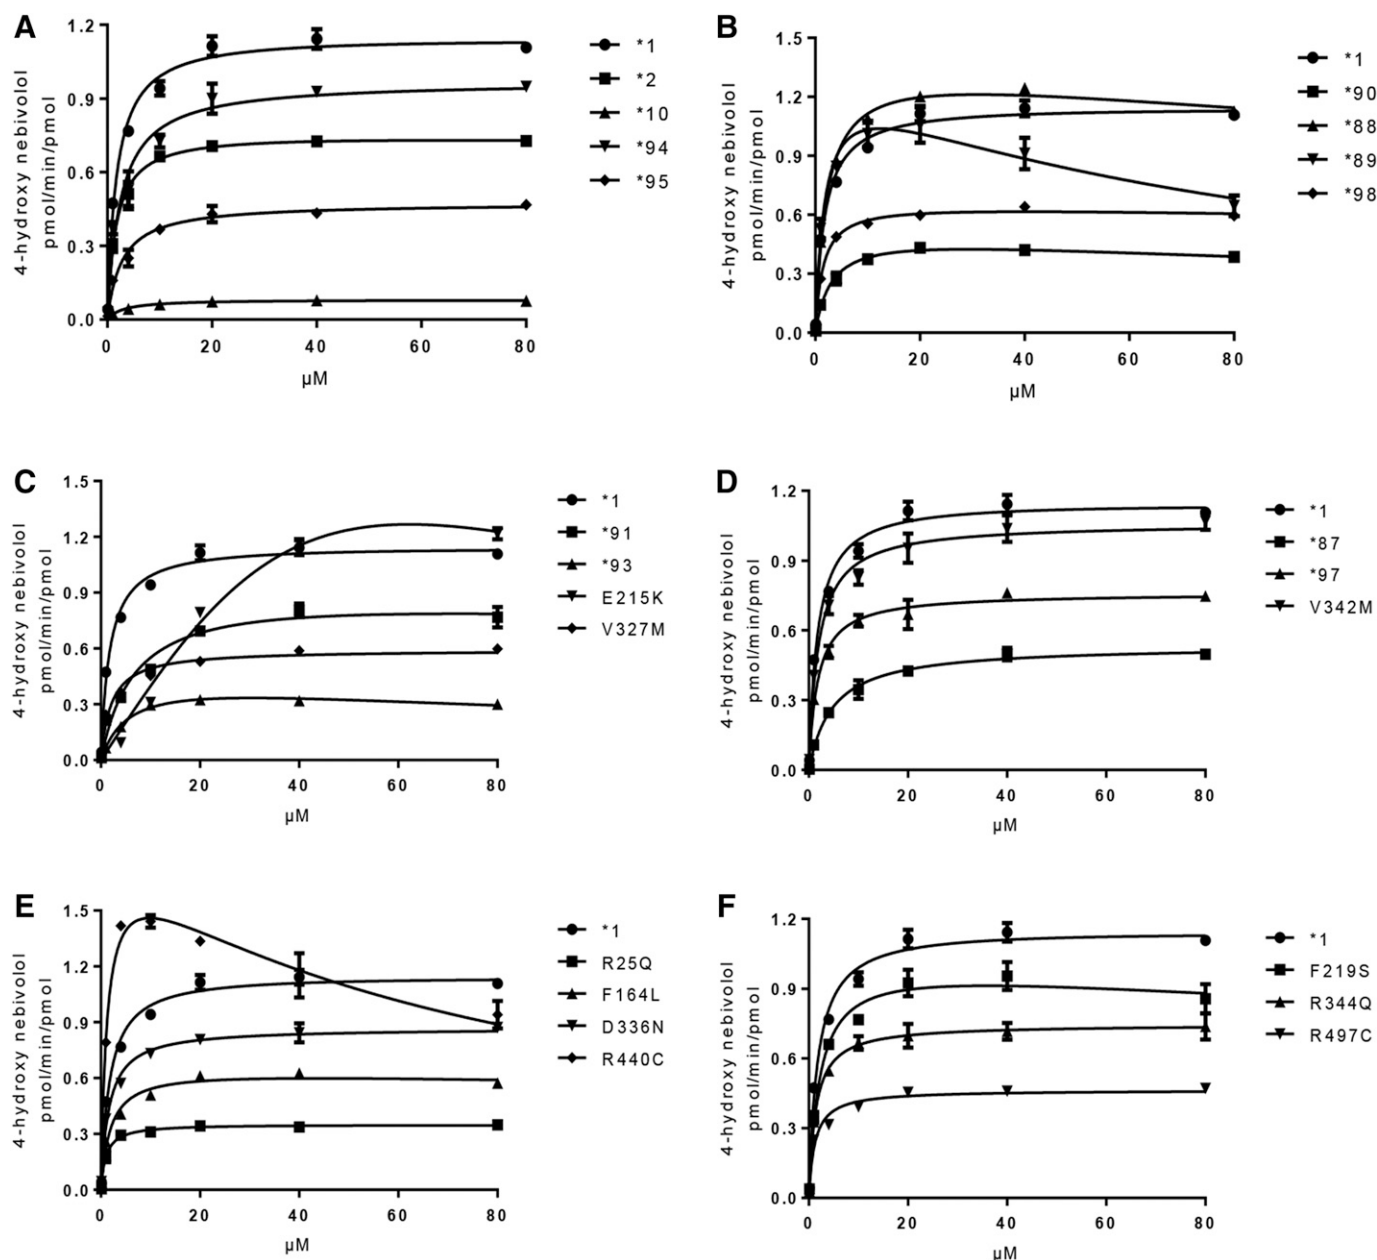 A
4-hydroxy nebivolol
pmol/min/pmol
1.2
0.9
0.6
0.3
0.0
0 20 40 60 80
µM
*1
*2
*10
*94
*95
B
4-hydroxy nebivolol
pmol/min/pmol
1.5
1.2
0.9
0.6
0.3
0.0
0 20 40 60 80
µM
*1
*90
*88
*89
*98
C
4-hydroxy nebivolol
pmol/min/pmol
1.5
1.2
0.9
0.6
0.3
0.0
0 20 40 60 80
µM
*1
*91
*93
E215K
V327M
D
4-hydroxy nebivolol
pmol/min/pmol
1.2
0.9
0.6
0.3
0.0
0 20 40 60 80
µM
*1
*87
*97
V342M
E
4-hydroxy nebivolol
pmol/min/pmol
1.5
1.2
0.9
0.6
0.3
0.0
0 20 40 60 80
µM
*1
R25Q
F164L
D336N
R440C
F
4-hydroxy nebivolol
pmol/min/pmol
1.2
0.9
0.6
0.3
0.0
0 20 40 60 80
µM
*1
F219S
R344Q
R497C